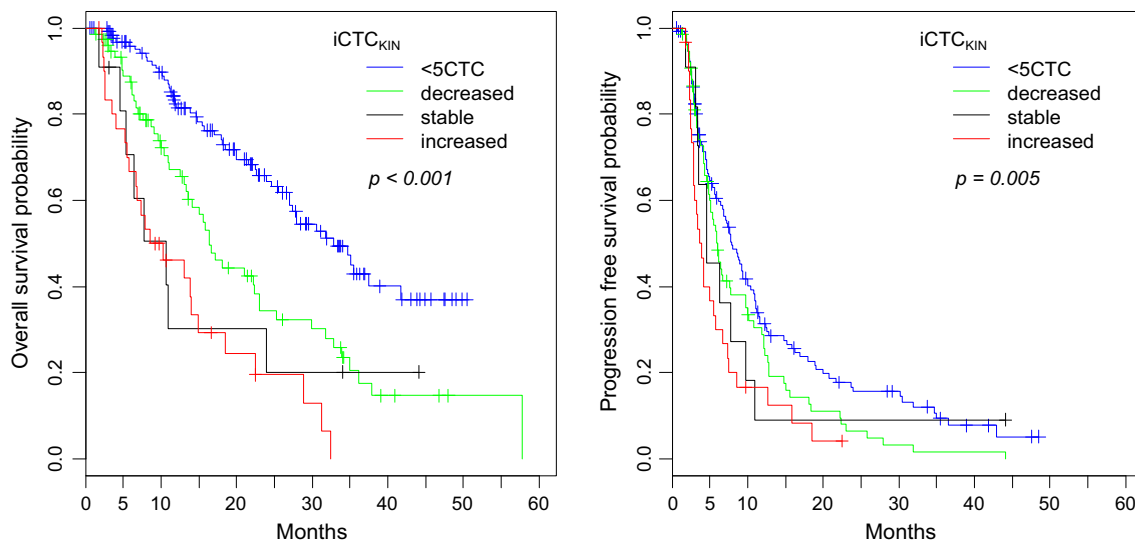 Overall survival probability
1.0
0.8
0.6
0.4
0.2
0.0
iCTC_KIN
<5CTC
decreased
stable
increased
p < 0.001
0 5 10 20 30 40 50 60
Months
Progression free survival probability
1.0
0.8
0.6
0.4
0.2
0.0
iCTC_KIN
<5CTC
decreased
stable
increased
p = 0.005
0 5 10 20 30 40 50 60
Months